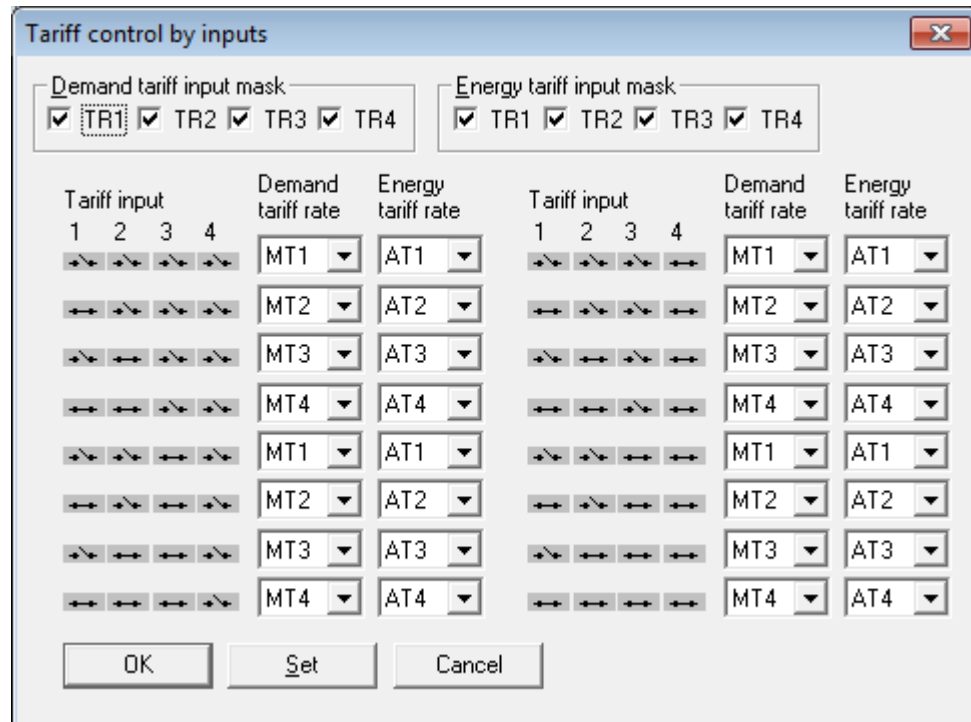 Tariff control by inputs
Demand tariff input mask
TR1 TR2 TR3 TR4
Energy tariff input mask
TR1 TR2 TR3 TR4
Tariff input
1 2 3 4
Demand
tariff rate
Energy
tariff rate
MT1 AT1
MT2 AT2
MT3 AT3
MT4 AT4
MT1 AT1
MT2 AT2
MT3 AT3
MT4 AT4
Tariff input
1 2 3 4
Demand
tariff rate
Energy
tariff rate
MT1 AT1
MT2 AT2
MT3 AT3
MT4 AT4
MT1 AT1
MT2 AT2
MT3 AT3
MT4 AT4
OK Set Cancel